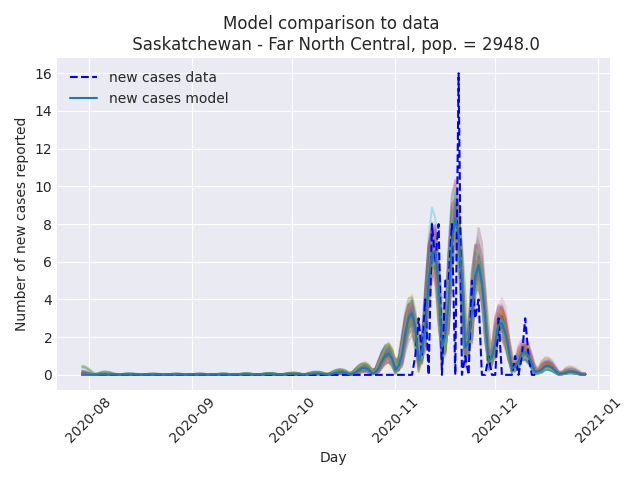 Model comparison to data
Saskatchewan - Far North Central, pop. = 2948.0
new cases data
new cases model
Number of new cases reported
16
14
12
10
8
6
4
2
0
2020-08
2020-09
2020-10
2020-11
2020-12
2021-01
Day